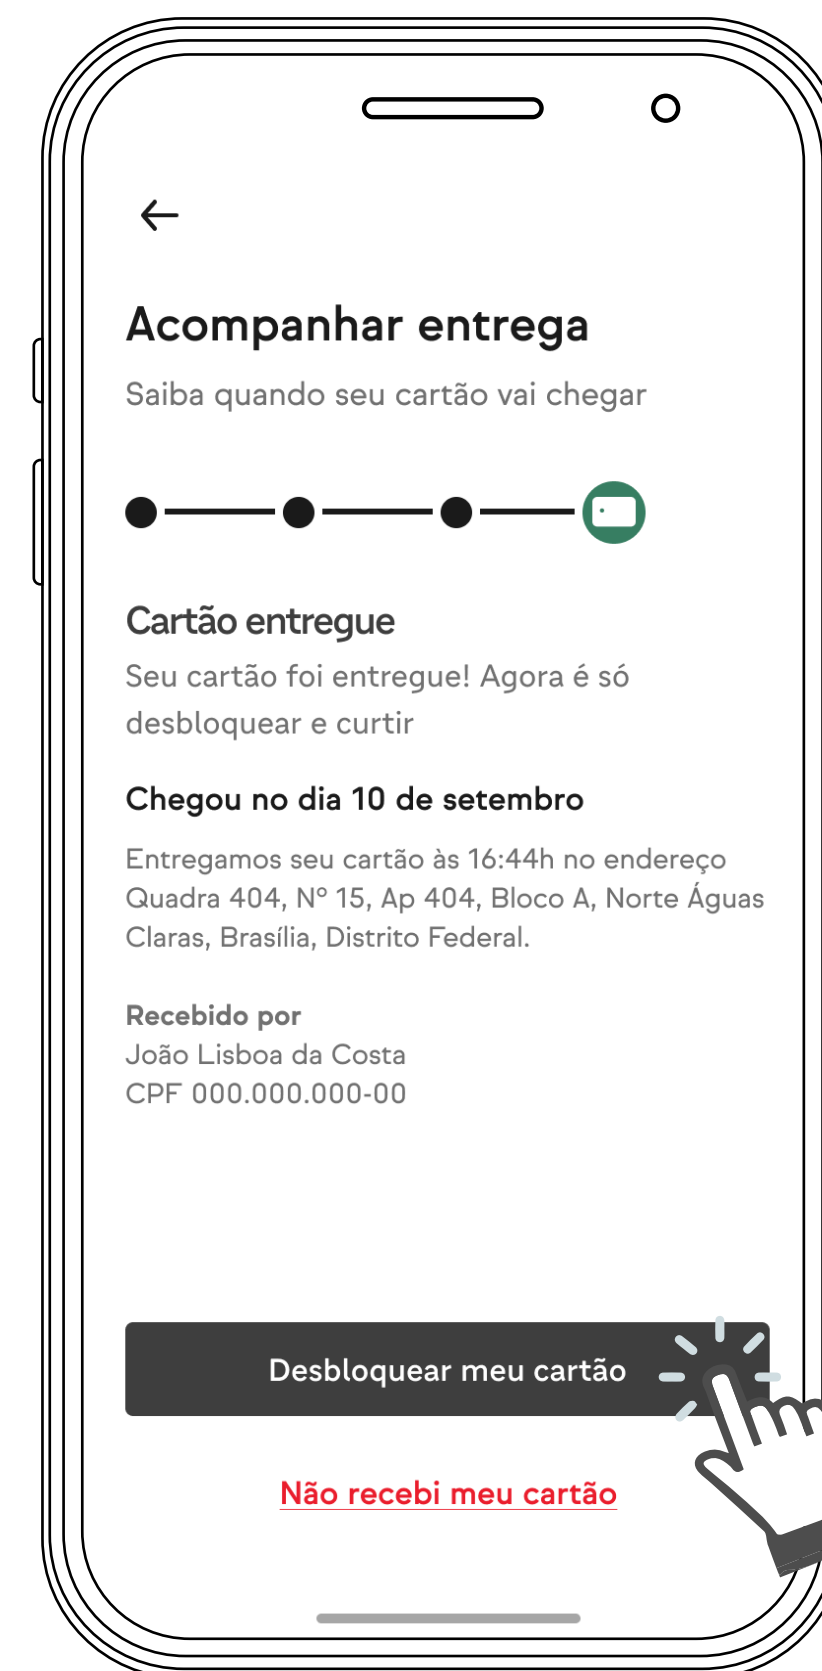 Acompanhar entrega
Saiba quando seu cartão vai chegar
Cartão entregue
Seu cartão foi entregue! Agora é só
desbloquear e curtir
Chegou no dia 10 de setembro
Entregamos seu cartão às 16:44h no endereço
Quadra 404, Nº 15, Ap 404, Bloco A, Norte Águas
Claras, Brasília, Distrito Federal.
Recebido por
João Lisboa da Costa
CPF 000.000.000-00
Desbloquear meu cartão
Não recebi meu cartão